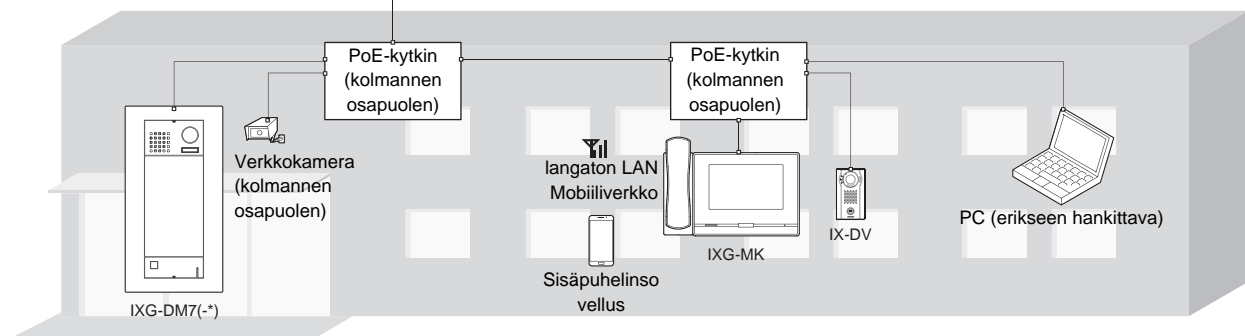 PoE-kytkin
(kolmannen
osapuolen)
PoE-kytkin
(kolmannen
osapuolen)
Verkkokamera
(kolmannen
osapuolen)
langaton LAN
Mobiiliverkko
IX-DV
PC (erikseen hankittava)
IXG-MK
Sisäpuhelinso
vellus
IXG-DM7(-*)